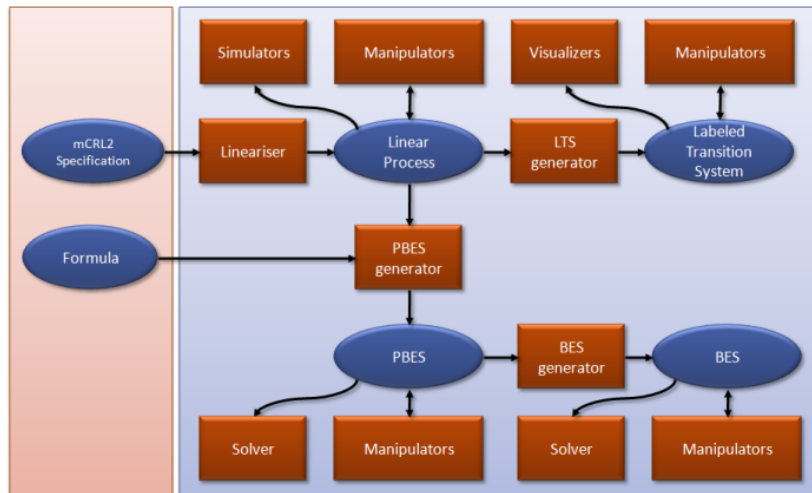 Simulators
Manipulators
Visualizers
Manipulators
mCRL2
Specification
Lineariser
Linear
Process
LTS
generator
Labeled
Transition
System
Formula
PBES
generator
PBES
BES
generator
BES
Solver
Manipulators
Solver
Manipulators